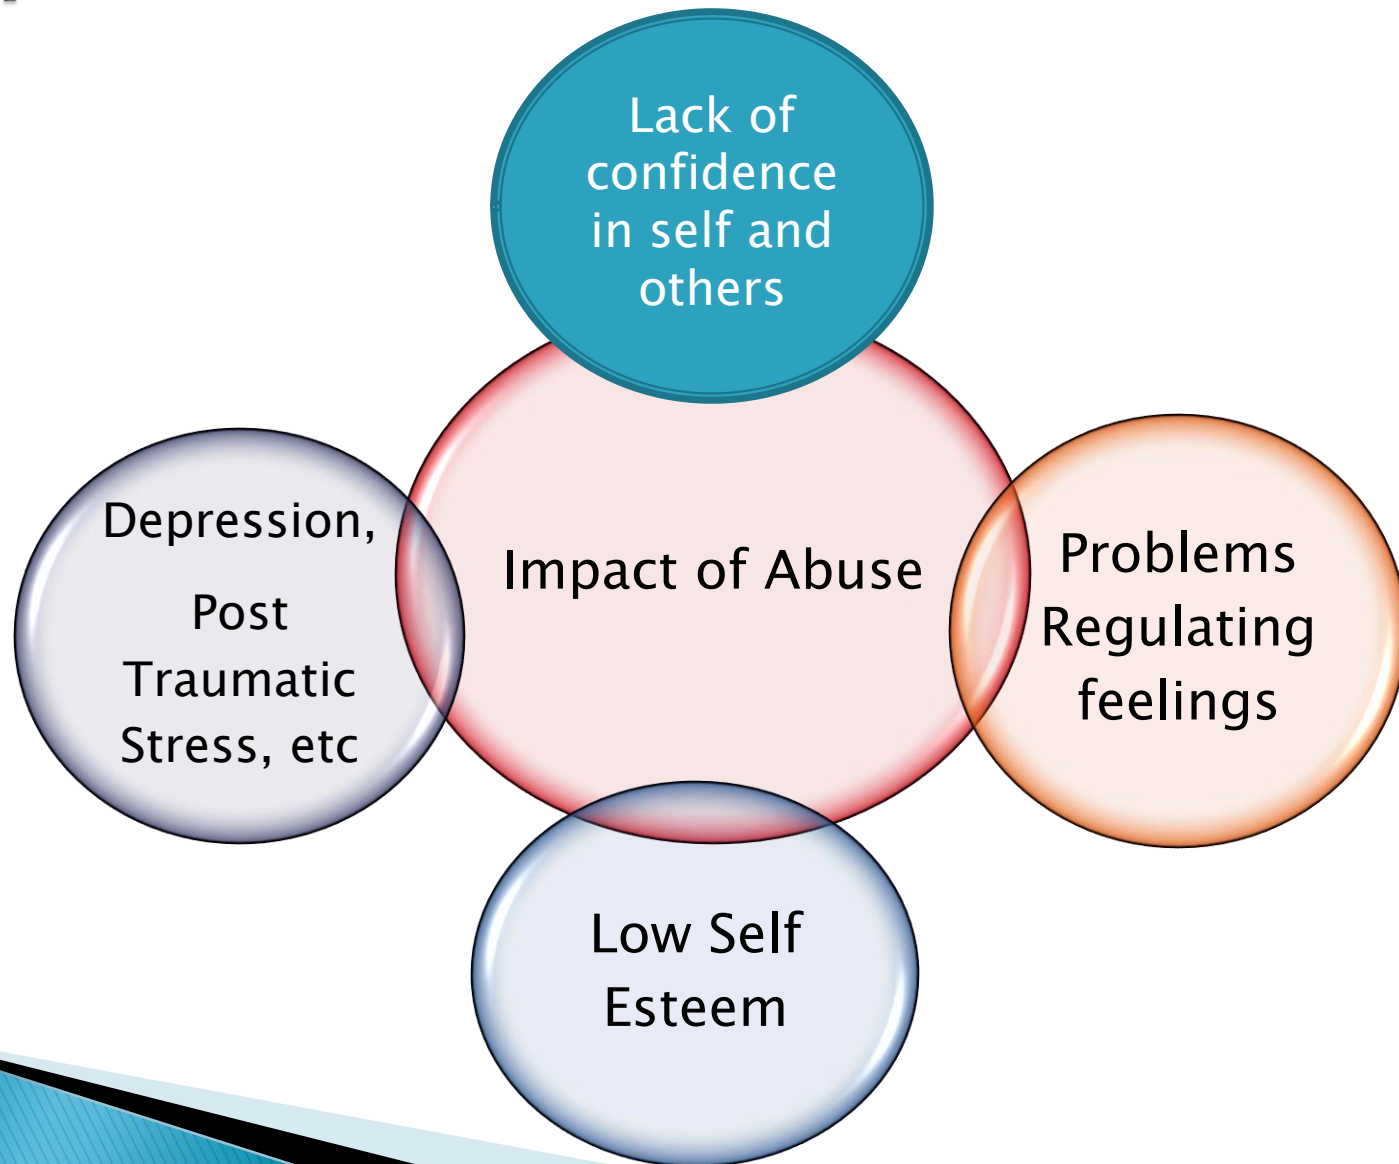 Lack of
confidence
in self and
others
Depression,
Post
Traumatic
Stress, etc
Impact of Abuse
Problems
Regulating
feelings
Low Self
Esteem